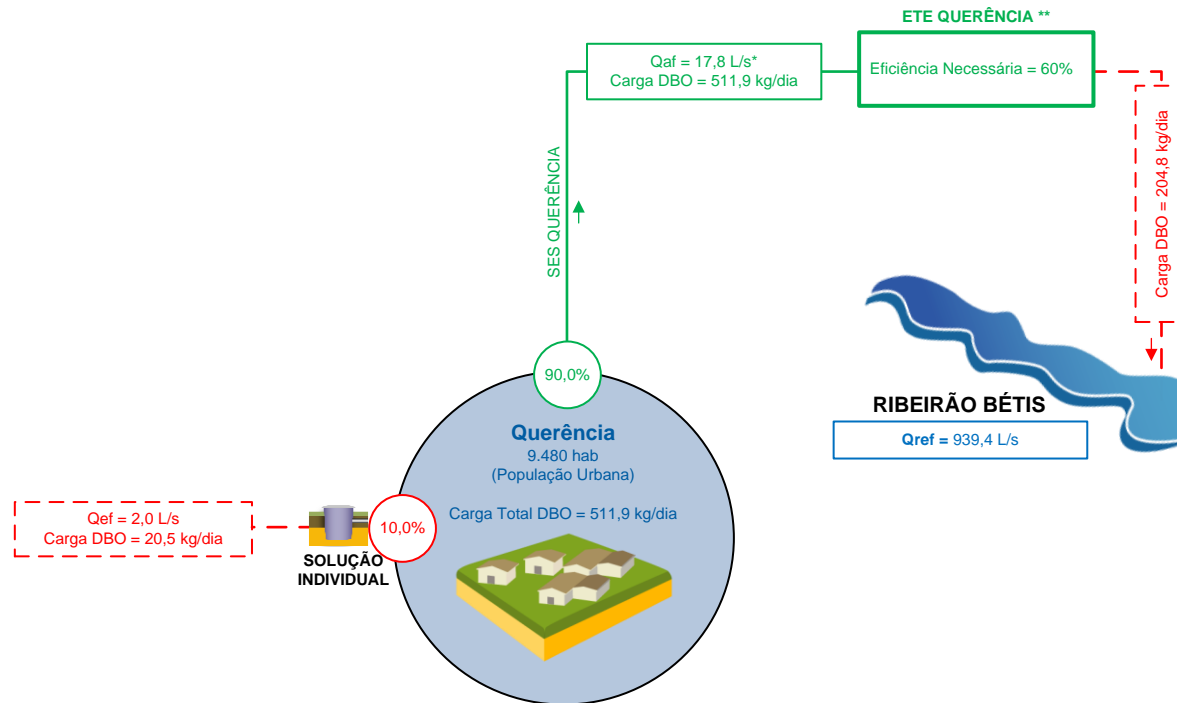 ETE QUERÊNCIA **
Qaf = 17,8 L/s*
Carga DBO = 511,9 kg/dia
Eficiência Necessária = 60%
Carga DBO = 204,8 kg/dia
SES QUERÊNCIA
90,0%
RIBEIRÃO BÉTIS
Qref = 939,4 L/s
Querência
9.480 hab
(População Urbana)
Carga Total DBO = 511,9 kg/dia
Qef = 2,0 L/s
Carga DBO = 20,5 kg/dia
10,0%
SOLUÇÃO
INDIVIDUAL